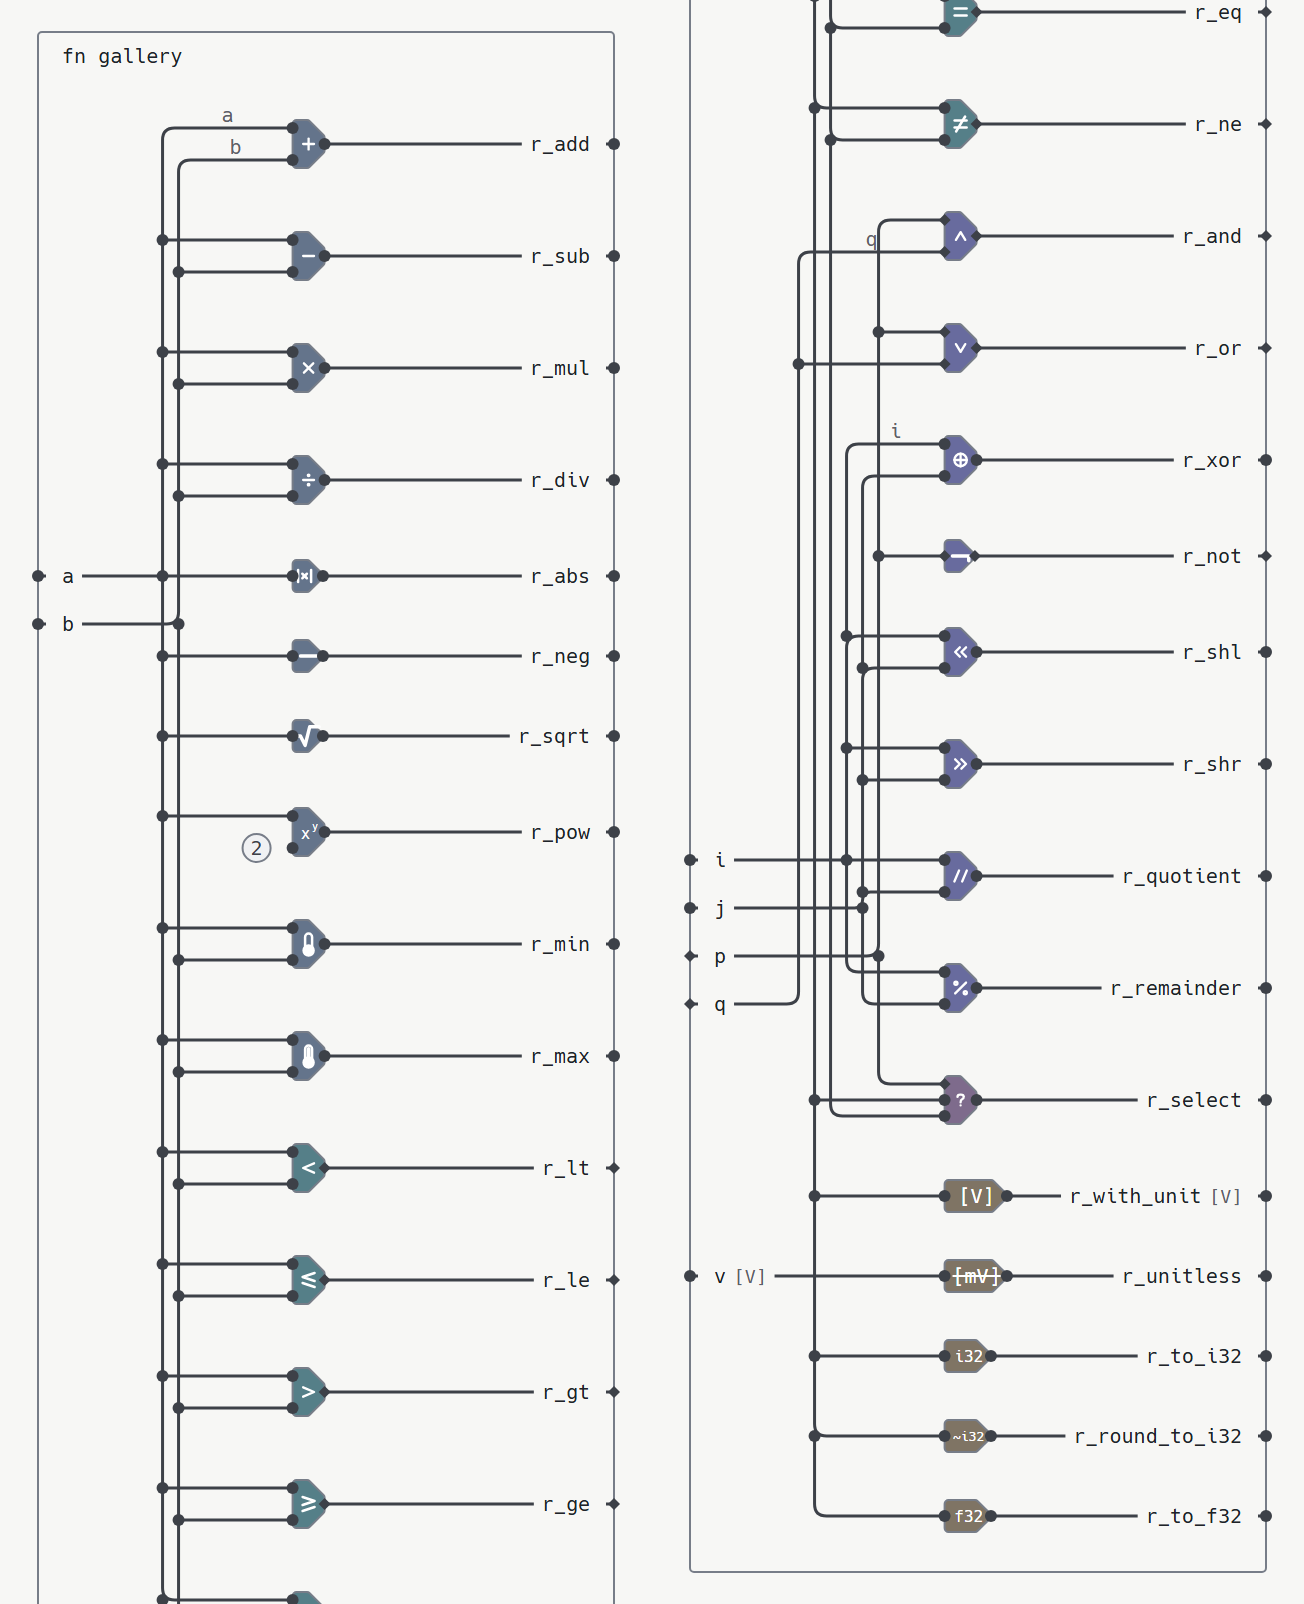 fn gallery
a
+
r_add
b
−
r_sub
×
r_mul
÷
r_div
a
|x|
r_abs
b
−
r_neg
√
r_sqrt
x^y
r_pow
2
r_min
r_max
<
r_lt
≤
r_le
>
r_gt
≥
r_ge
=
r_eq
≠
r_ne
∧
r_and
q
∨
r_or
i
⊕
r_xor
¬
r_not
«
r_shl
»
r_shr
i
//
r_quotient
j
p
%
r_remainder
q
?
r_select
[V]
r_with_unit [V]
v [V]
[mV]
r_unitless
i32
r_to_i32
~i32
r_round_to_i32
f32
r_to_f32